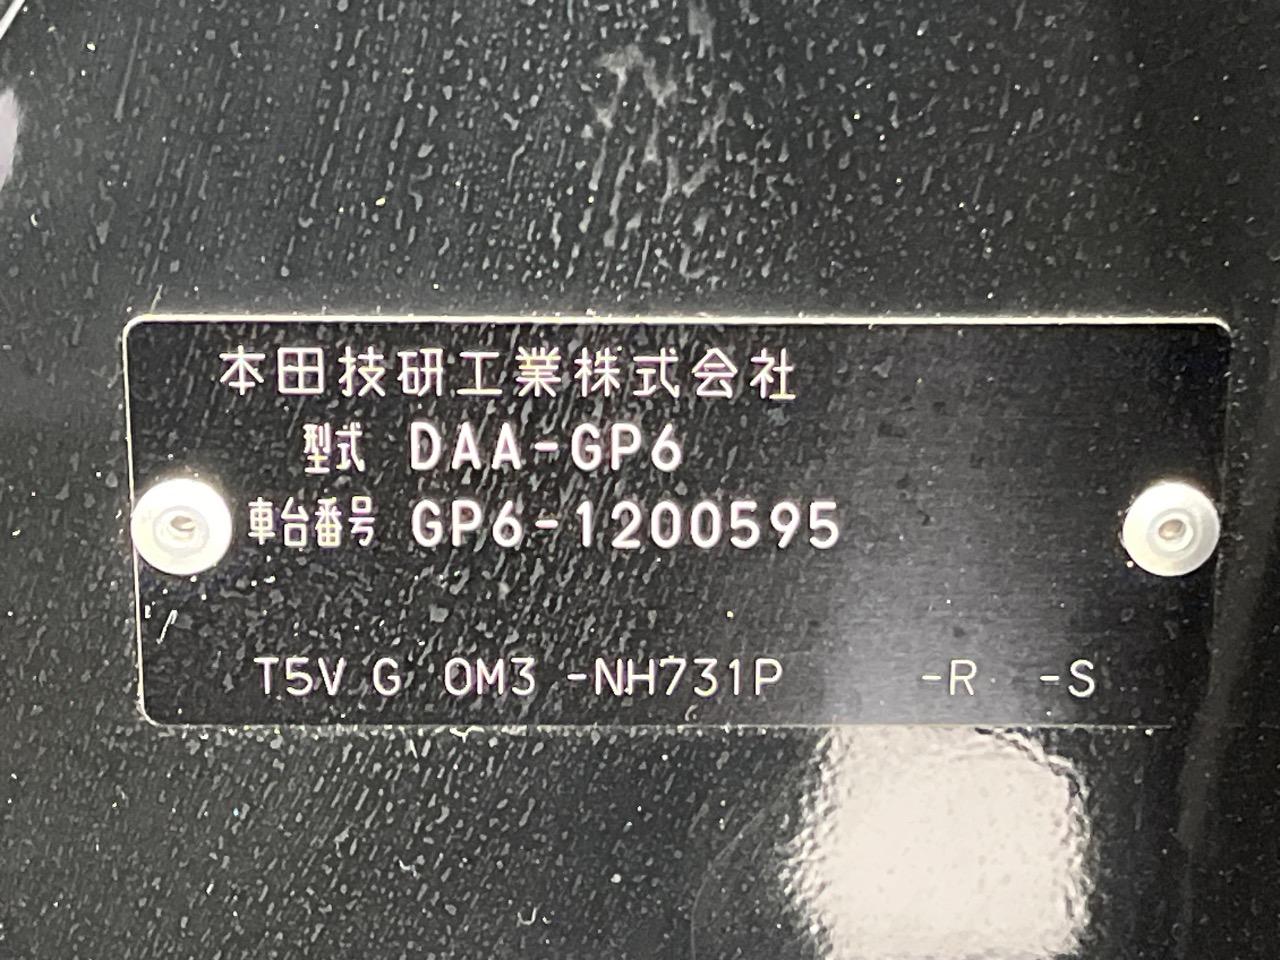 本田技研工業株式会社
型式 DAA-GP6
車台番号 GP6-1200595
T5V G 0M3 -NH731P -R -S